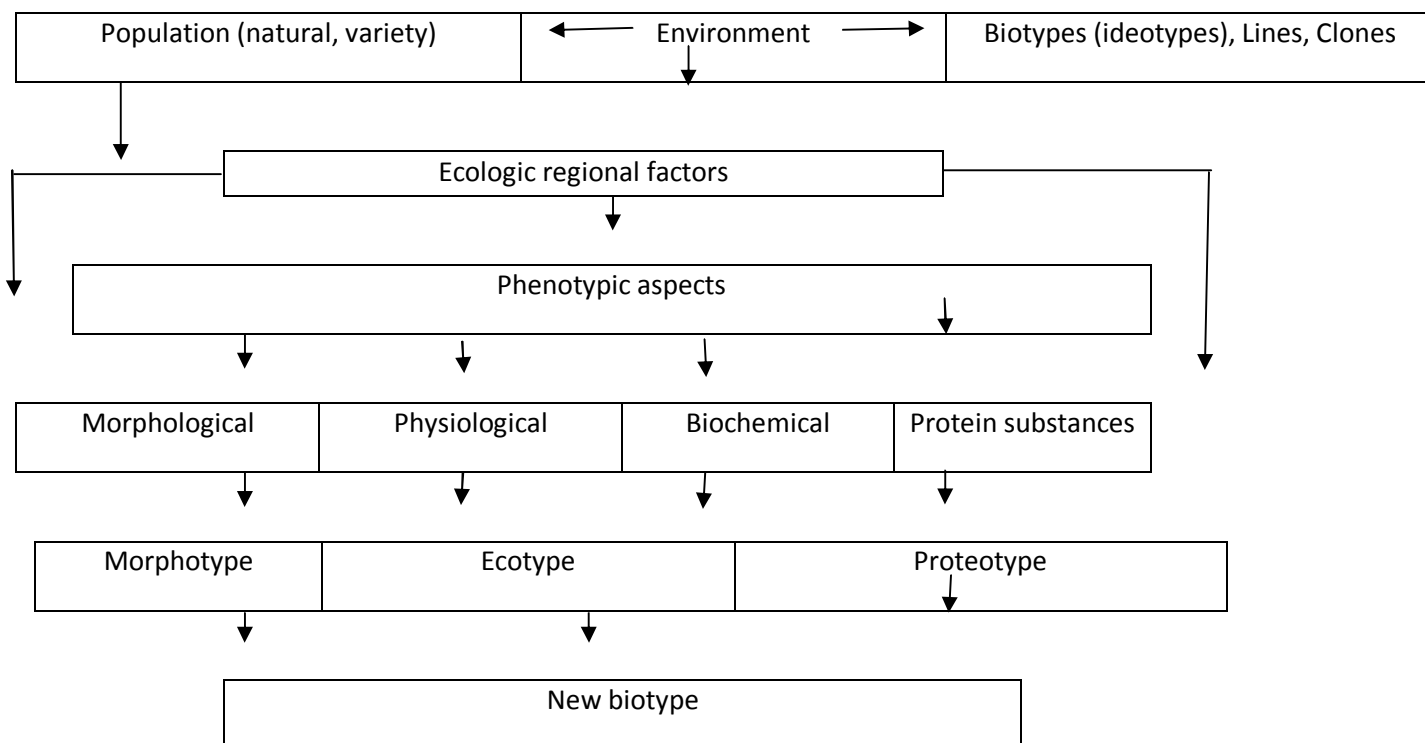 Population (natural, variety)
Environment
Biotypes (ideotypes), Lines, Clones
Ecologic regional factors
Phenotypic aspects
Morphological
Physiological
Biochemical
Protein substances
Morphotype
Ecotype
Proteotype
New biotype